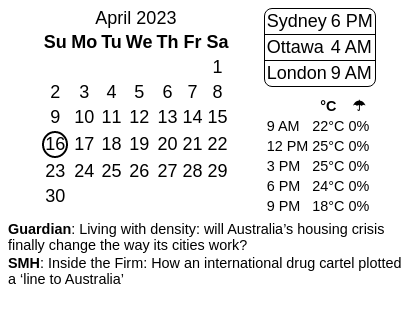 April 2023
Su Mo Tu We Th Fr Sa
1
2 3 4 5 6 7 8
9 10 11 12 13 14 15
16 17 18 19 20 21 22
23 24 25 26 27 28 29
30
Sydney 6 PM
Ottawa 4 AM
London 9 AM
°C ☂
9 AM 22°C 0%
12 PM 25°C 0%
3 PM 25°C 0%
6 PM 24°C 0%
9 PM 18°C 0%
Guardian: Living with density: will Australia’s housing crisis
finally change the way its cities work?
SMH: Inside the Firm: How an international drug cartel plotted
a ‘line to Australia’